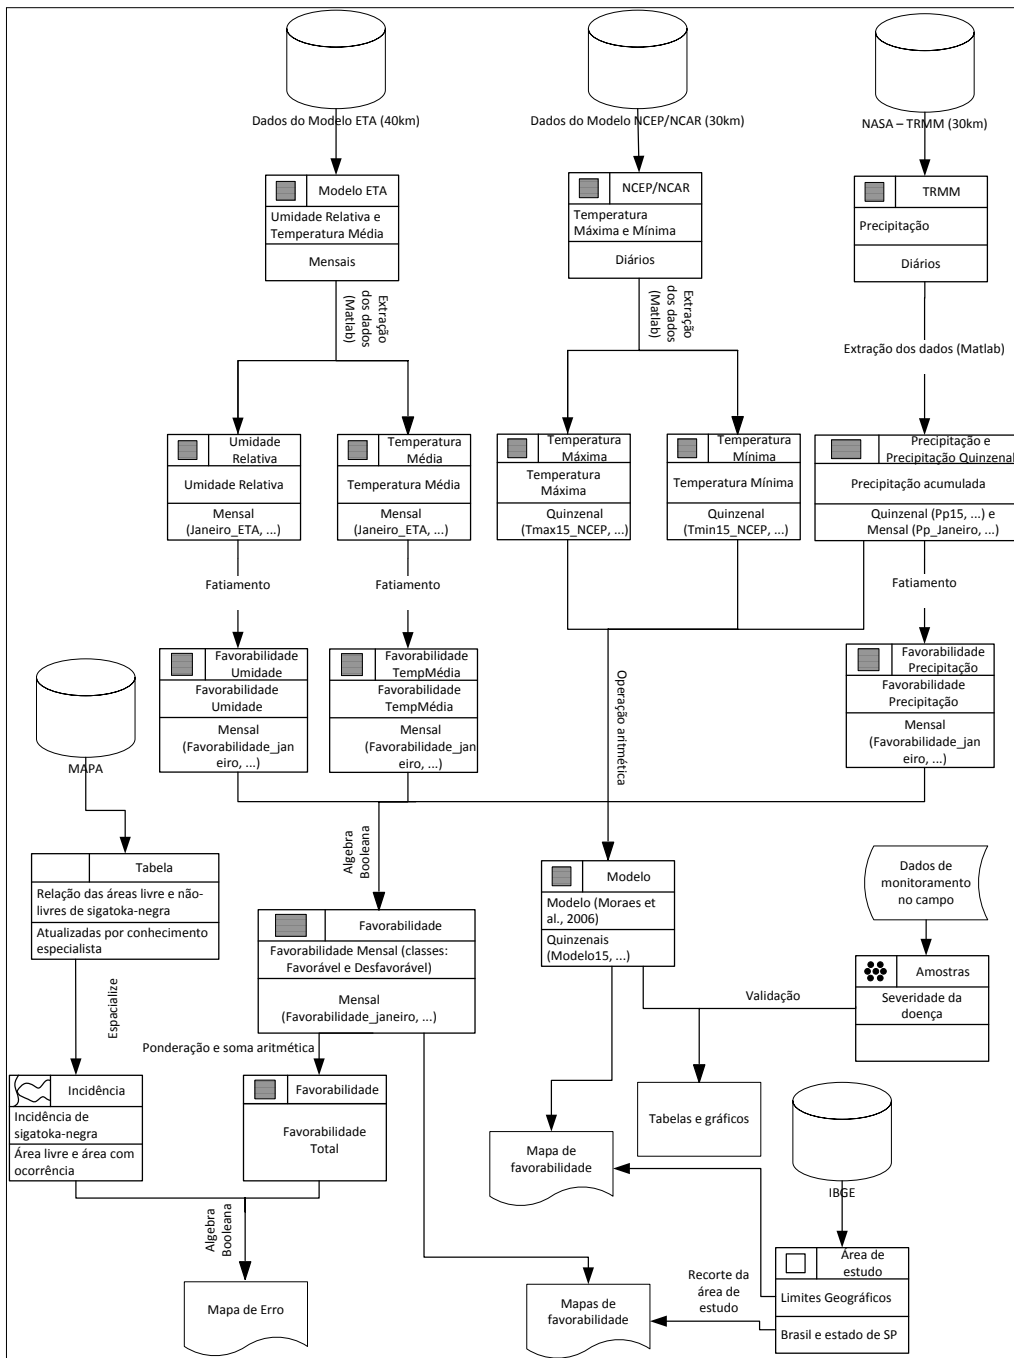 Dados do Modelo ETA (40km)
Dados do Modelo NCEP/NCAR (30km)
NASA – TRMM (30km)
Modelo ETA
Umidade Relativa e
Temperatura Média
Mensais
NCEP/NCAR
Temperatura
Máxima e Mínima
Diários
TRMM
Precipitação
Diários
Extração
dos dados
(Matlab)
Extração
dos dados
(Matlab)
Extração dos dados (Matlab)
Umidade
Relativa
Umidade Relativa
Mensal
(Janeiro_ETA, ...)
Temperatura
Média
Temperatura Média
Mensal
(Janeiro_ETA, ...)
Temperatura
Máxima
Temperatura
Máxima
Quinzenal
(Tmax15_NCEP, ...)
Temperatura
Mínima
Temperatura Mínima
Quinzenal
(Tmin15_NCEP, ...)
Precipitação e
Precipitação Quinzenal
Precipitação acumulada
Quinzenal (Pp15, ...) e
Mensal (Pp_Janeiro, ...)
Fatiamento
Fatiamento
Fatiamento
Favorabilidade
Umidade
Favorabilidade
Umidade
Mensal
(Favorabilidade_jan
eiro, ...)
Favorabilidade
TempMédia
Favorabilidade
TempMédia
Mensal
(Favorabilidade_jan
eiro, ...)
Operação aritmética
Favorabilidade
Precipitação
Favorabilidade
Precipitação
Mensal
(Favorabilidade_jan
eiro, ...)
MAPA
Tabela
Relação das áreas livre e não-
livres de sigatoka-negra
Atualizadas por conhecimento
especialista
Algebra
Booleana
Favorabilidade
Favorabilidade Mensal (classes:
Favorável e Desfavorável)
Mensal
(Favorabilidade_janeiro, ...)
Modelo
Modelo (Moraes et
al., 2006)
Quinzenais
(Modelo15, ...)
Dados de
monitoramento
no campo
Amostras
Severidade da
doença
Validação
Espacialize
Ponderação e soma aritmética
Incidência
Incidência de
sigatoka-negra
Área livre e área com
ocorrência
Favorabilidade
Favorabilidade
Total
Tabelas e gráficos
Mapa de
favorabilidade
IBGE
Algebra
Booleana
Mapa de Erro
Mapas de
favorabilidade
Recorte da
área de
estudo
Área de
estudo
Limites Geográficos
Brasil e estado de SP